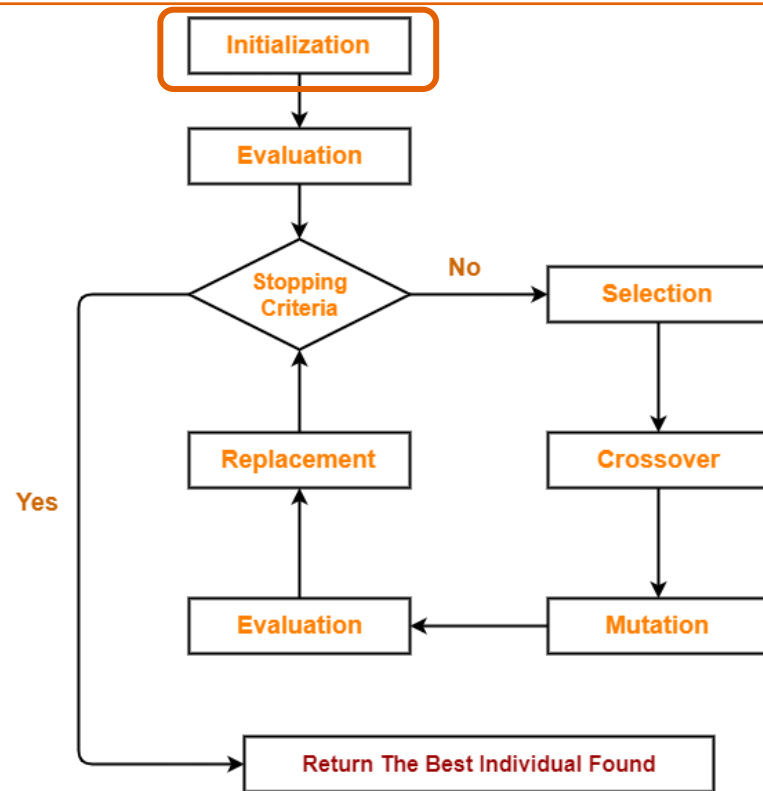 Initialization
Evaluation
Stopping
Criteria
No
Selection
Replacement
Crossover
Yes
Evaluation
Mutation
Return The Best Individual Found